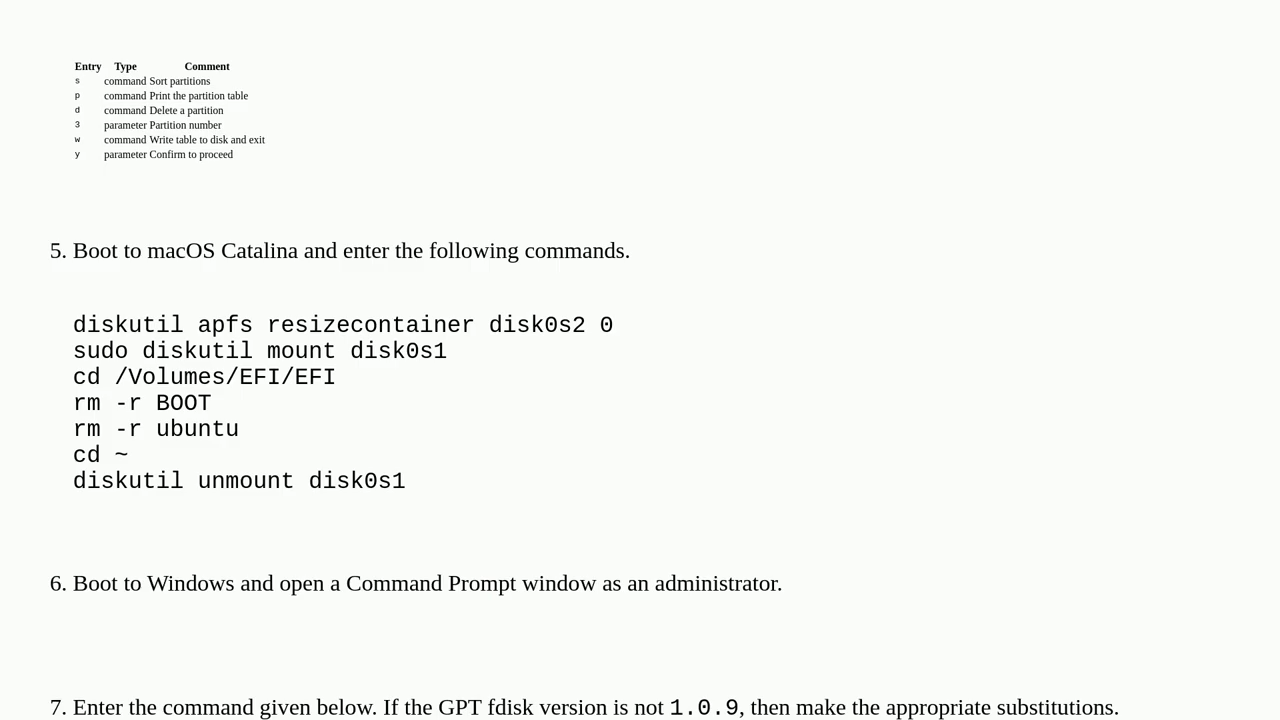 Entry Type Comment
s command Sort partitions
p command Print the partition table
d command Delete a partition
3 parameter Partition number
w command Write table to disk and exit
y parameter Confirm to proceed
5. Boot to macOS Catalina and enter the following commands.
diskutil apfs resizecontainer disk0s2 0
sudo diskutil mount disk0s1
cd /Volumes/EFI/EFI
rm -r BOOT
rm -r ubuntu
cd ~
diskutil unmount disk0s1
6. Boot to Windows and open a Command Prompt window as an administrator.
7. Enter the command given below. If the GPT fdisk version is not 1.0.9, then make the appropriate substitutions.